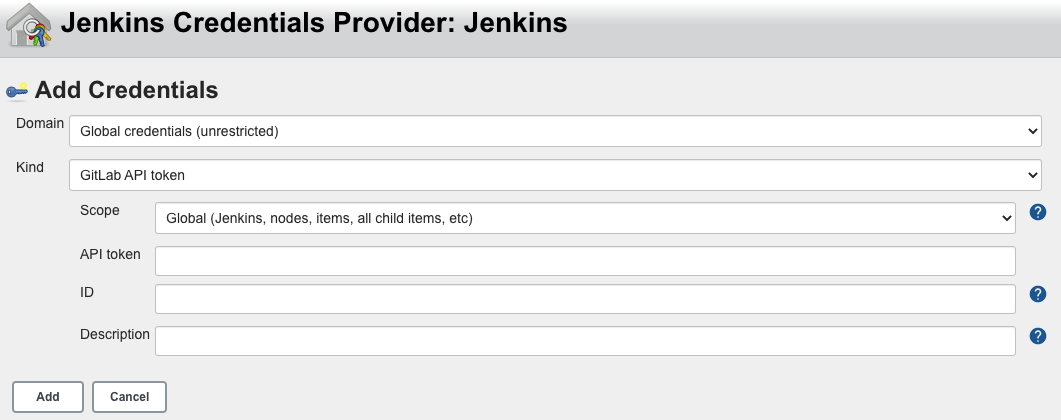 Jenkins Credentials Provider: Jenkins
Add Credentials
Domain Global credentials (unrestricted)
Kind GitLab API token
Scope Global (Jenkins, nodes, items, all child items, etc) ?
API token
ID ?
Description ?
Add Cancel